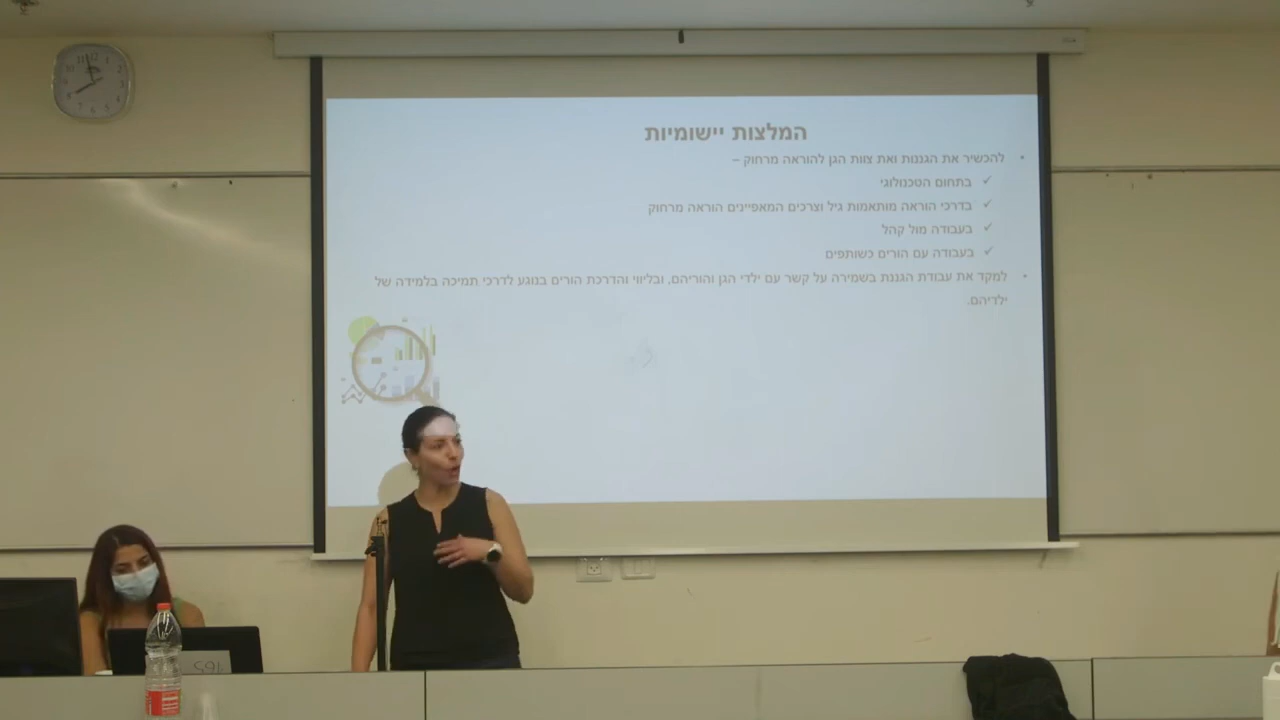 המלצות יישומיות
להכשיר את הגננות ואת צוות הגן להוראה מרחוק –
בתחום הטכנולוגי
בדרכי הוראה מותאמות גיל וצרכים המאפיינים הוראה מרחוק
בעבודה מול קהל
בעבודה עם הורים כשותפים
למקד את עבודת הגננת בשמירה על קשר עם ילדי הגן והוריהם, ובליווי והדרכת הורים בנוגע לדרכי תמיכה בלמידה של
ילדיהם.